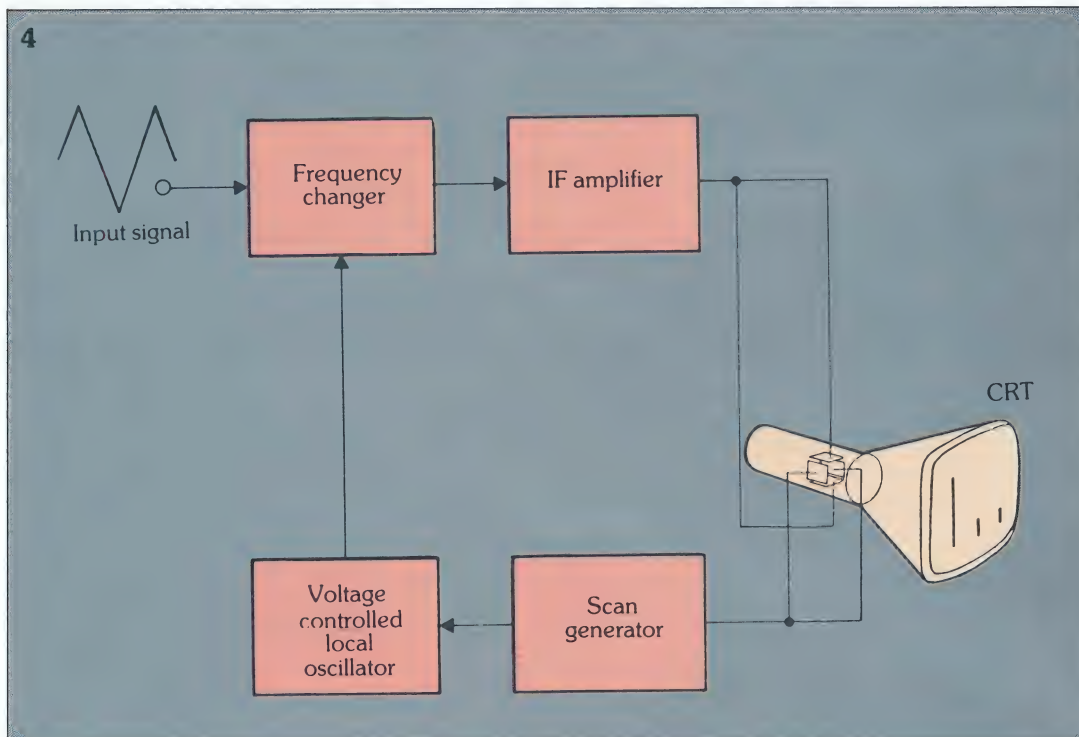 4
Input signal
Frequency
changer
IF amplifier
CRT
Voltage
controlled
local
oscillator
Scan
generator